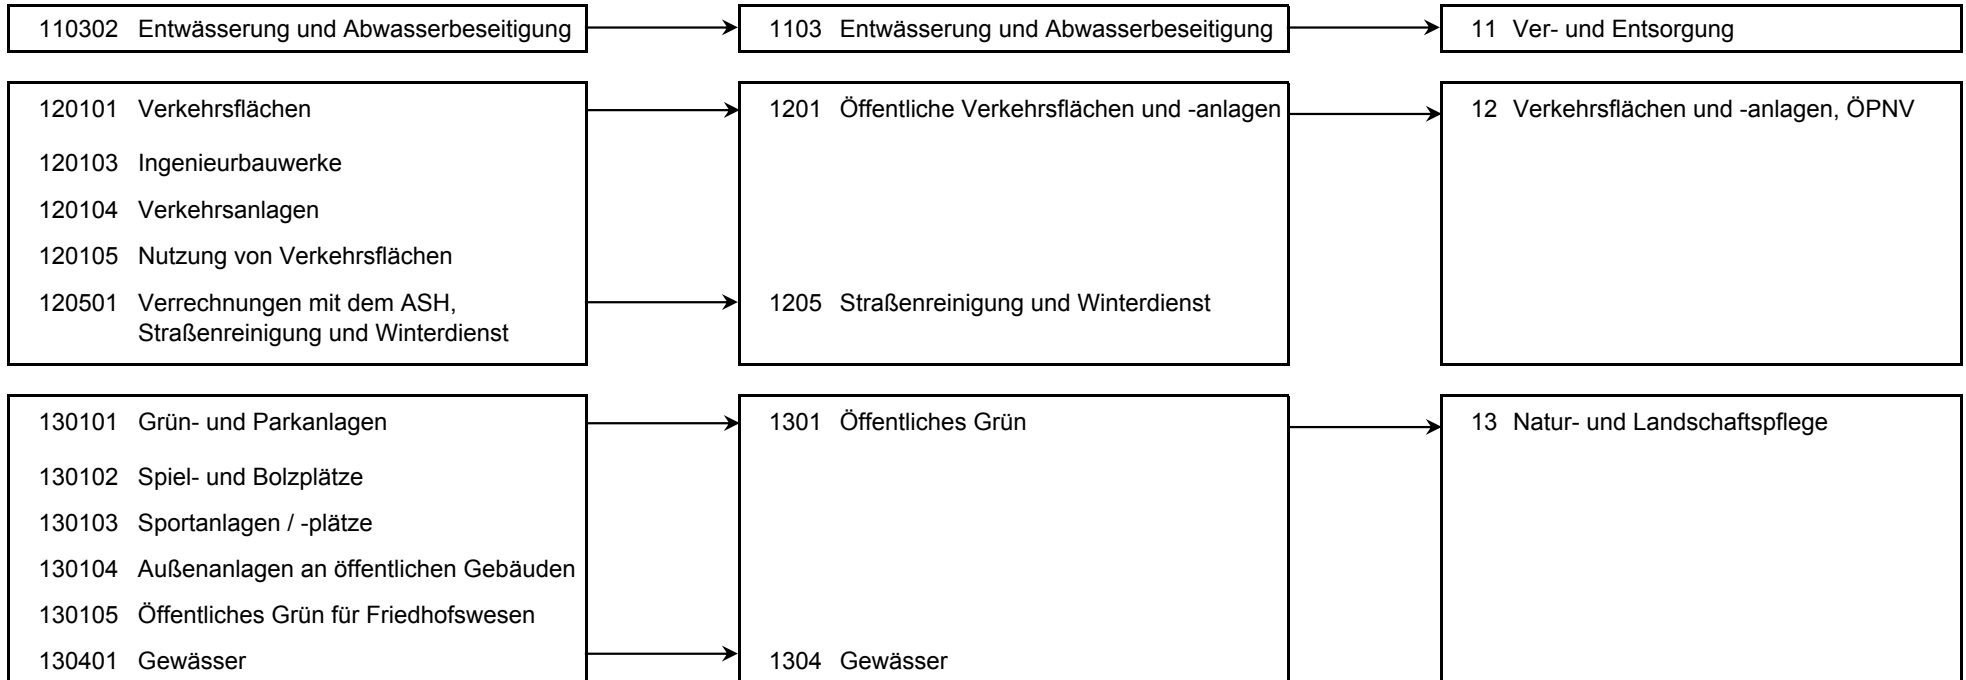 110302 Entwässerung und Abwasserbeseitigung 1103 Entwässerung und Abwasserbeseitigung 11 Ver- und Entsorgung
120101 Verkehrsflächen 1201 Öffentliche Verkehrsflächen und -anlagen 12 Verkehrsflächen und -anlagen, ÖPNV
120103 Ingenieurbauwerke
120104 Verkehrsanlagen
120105 Nutzung von Verkehrsflächen
120501 Verrechnungen mit dem ASH, 1205 Straßenreinigung und Winterdienst
Straßenreinigung und Winterdienst
130101 Grün- und Parkanlagen 1301 Öffentliches Grün 13 Natur- und Landschaftspflege
130102 Spiel- und Bolzplätze
130103 Sportanlagen / -plätze
130104 Außenanlagen an öffentlichen Gebäuden
130105 Öffentliches Grün für Friedhofswesen
130401 Gewässer 1304 Gewässer